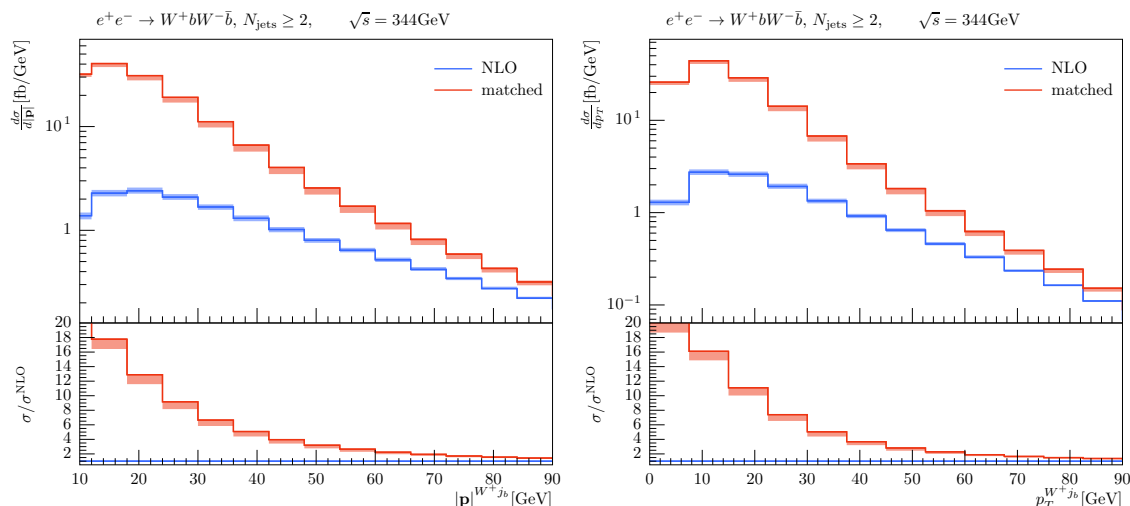 e⁺e⁻ → W⁺bW⁻b̄, N_jets ≥ 2, √s = 344GeV
dσ/d|p| [fb/GeV]
NLO
matched
10¹
1
σ/σ^NLO
20
18
16
14
12
10
8
6
4
2
10 20 30 40 50 60 70 80 90
|p|^{W⁺j_b}[GeV]
e⁺e⁻ → W⁺bW⁻b̄, N_jets ≥ 2, √s = 344GeV
dσ/dp_T [fb/GeV]
NLO
matched
10¹
1
10⁻¹
σ/σ^NLO
20
18
16
14
12
10
8
6
4
2
0 10 20 30 40 50 60 70 80 90
p_T^{W⁺j_b}[GeV]